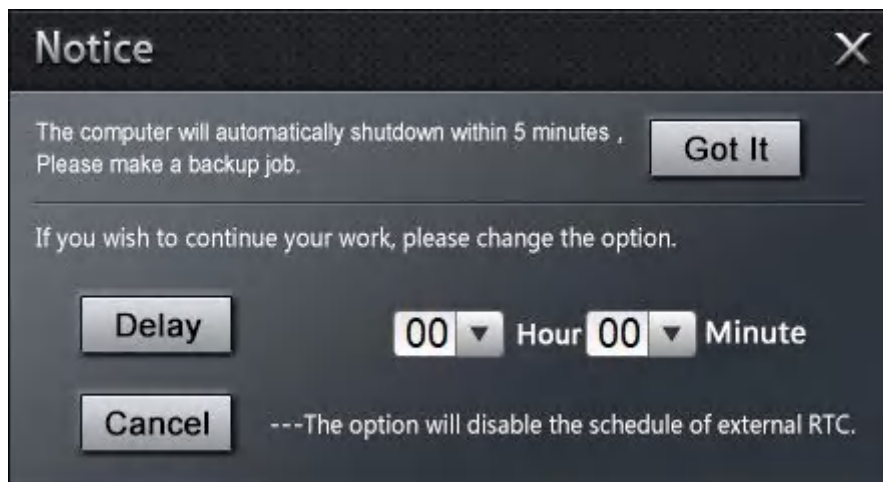 Notice
The computer will automatically shutdown within 5 minutes ,
Please make a backup job.
Got It
If you wish to continue your work, please change the option.
Delay
00 Hour 00 Minute
Cancel
---The option will disable the schedule of external RTC.